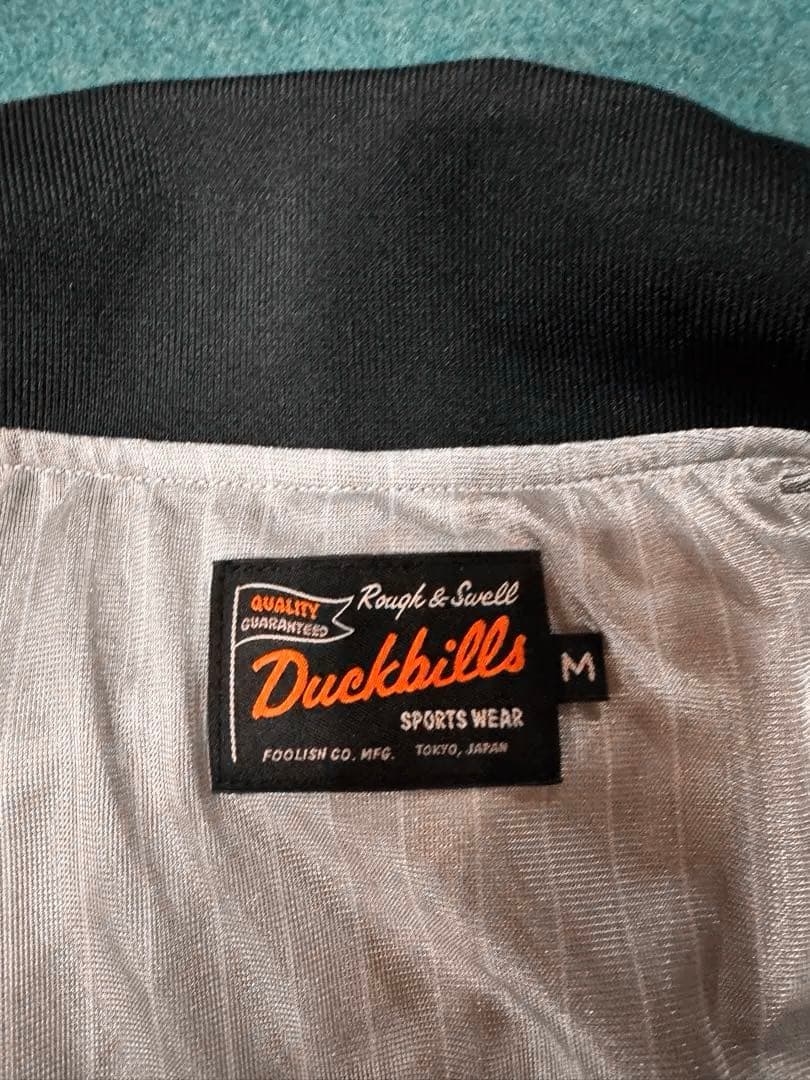 QUALITY
GUARANTEED
Rough & Swell
Duckbills
SPORTS WEAR
M
FOOLISH CO. MFG. TOKYO, JAPAN